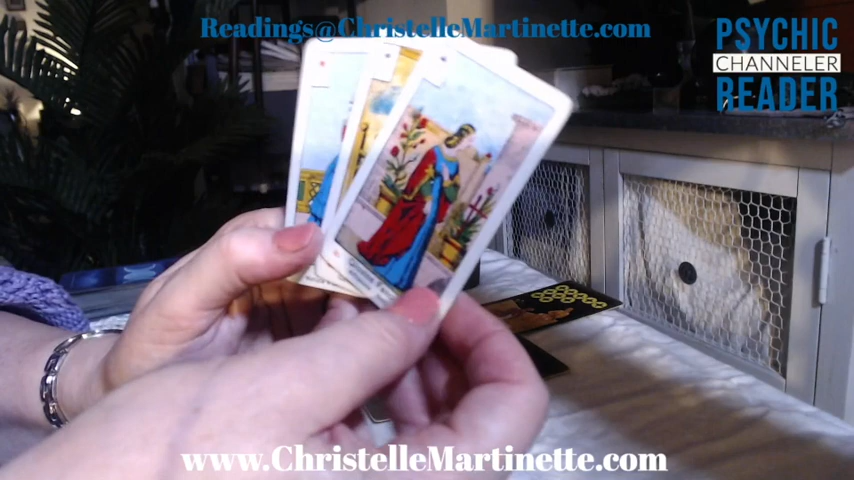 Readings@ChristelleMartinette.com
PSYCHIC
CHANNELER
READER
www.ChristelleMartinette.com